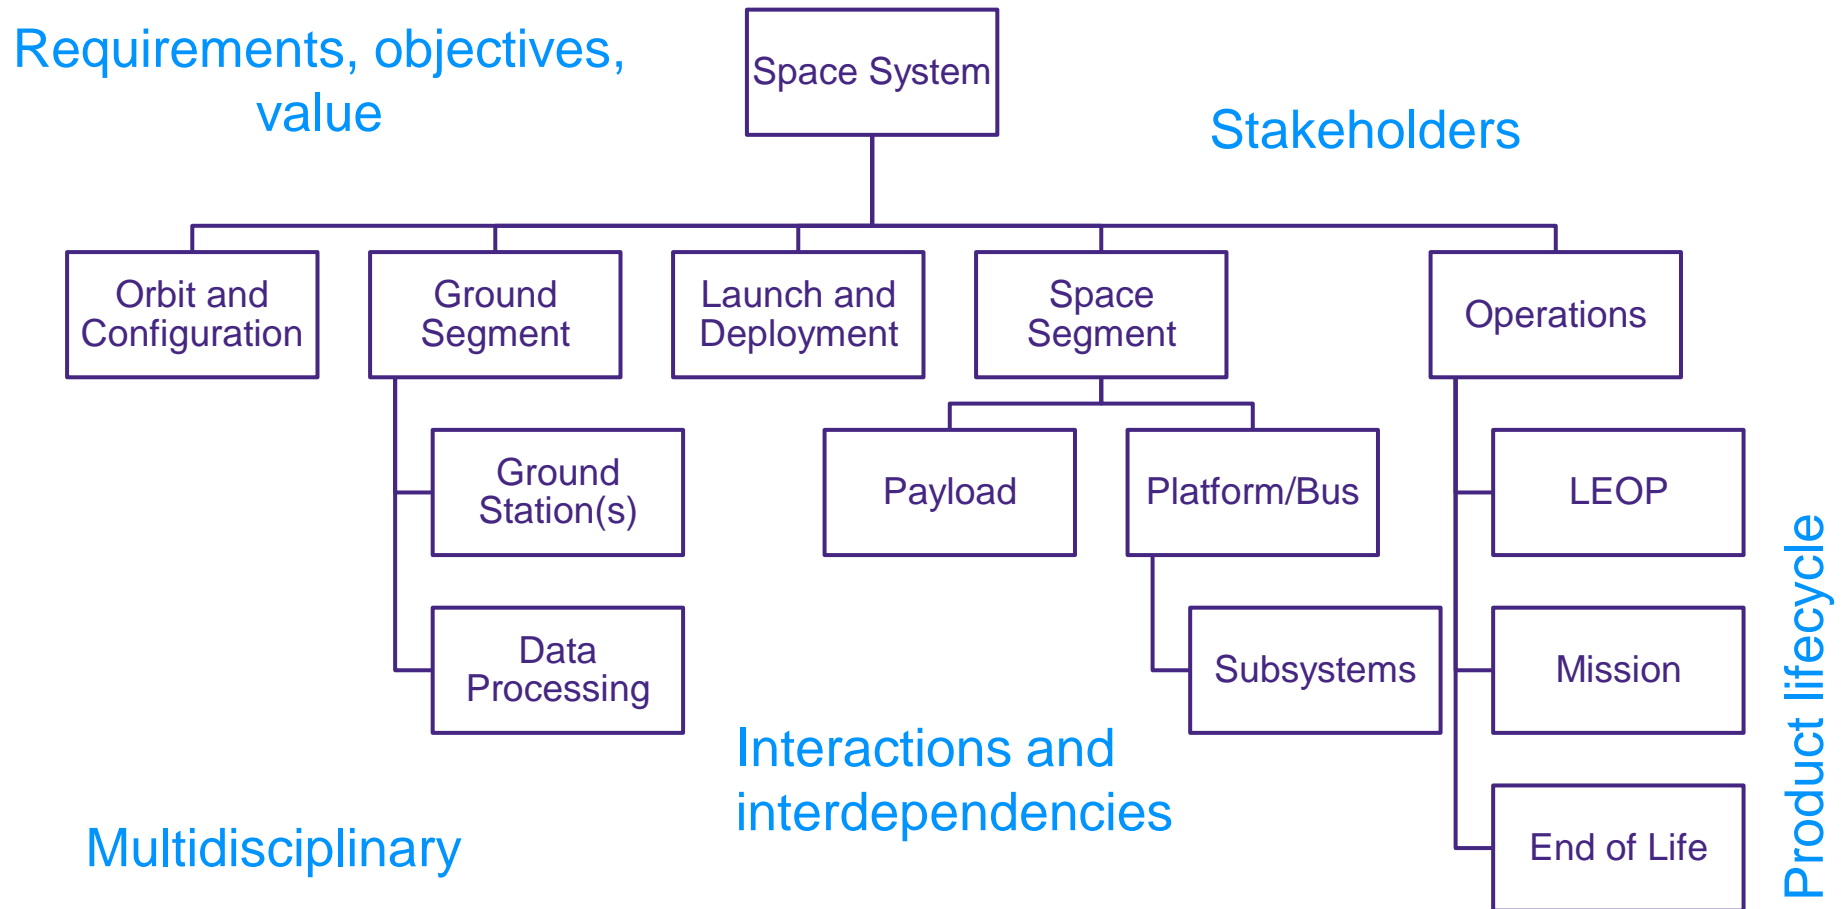 Requirements, objectives,
value
Space System
Stakeholders
Orbit and
Configuration
Ground
Segment
Launch and
Deployment
Space
Segment
Operations
Ground
Station(s)
Payload
Platform/Bus
LEOP
Data
Processing
Subsystems
Mission
Interactions and
interdependencies
Multidisciplinary
End of Life
Product lifecycle